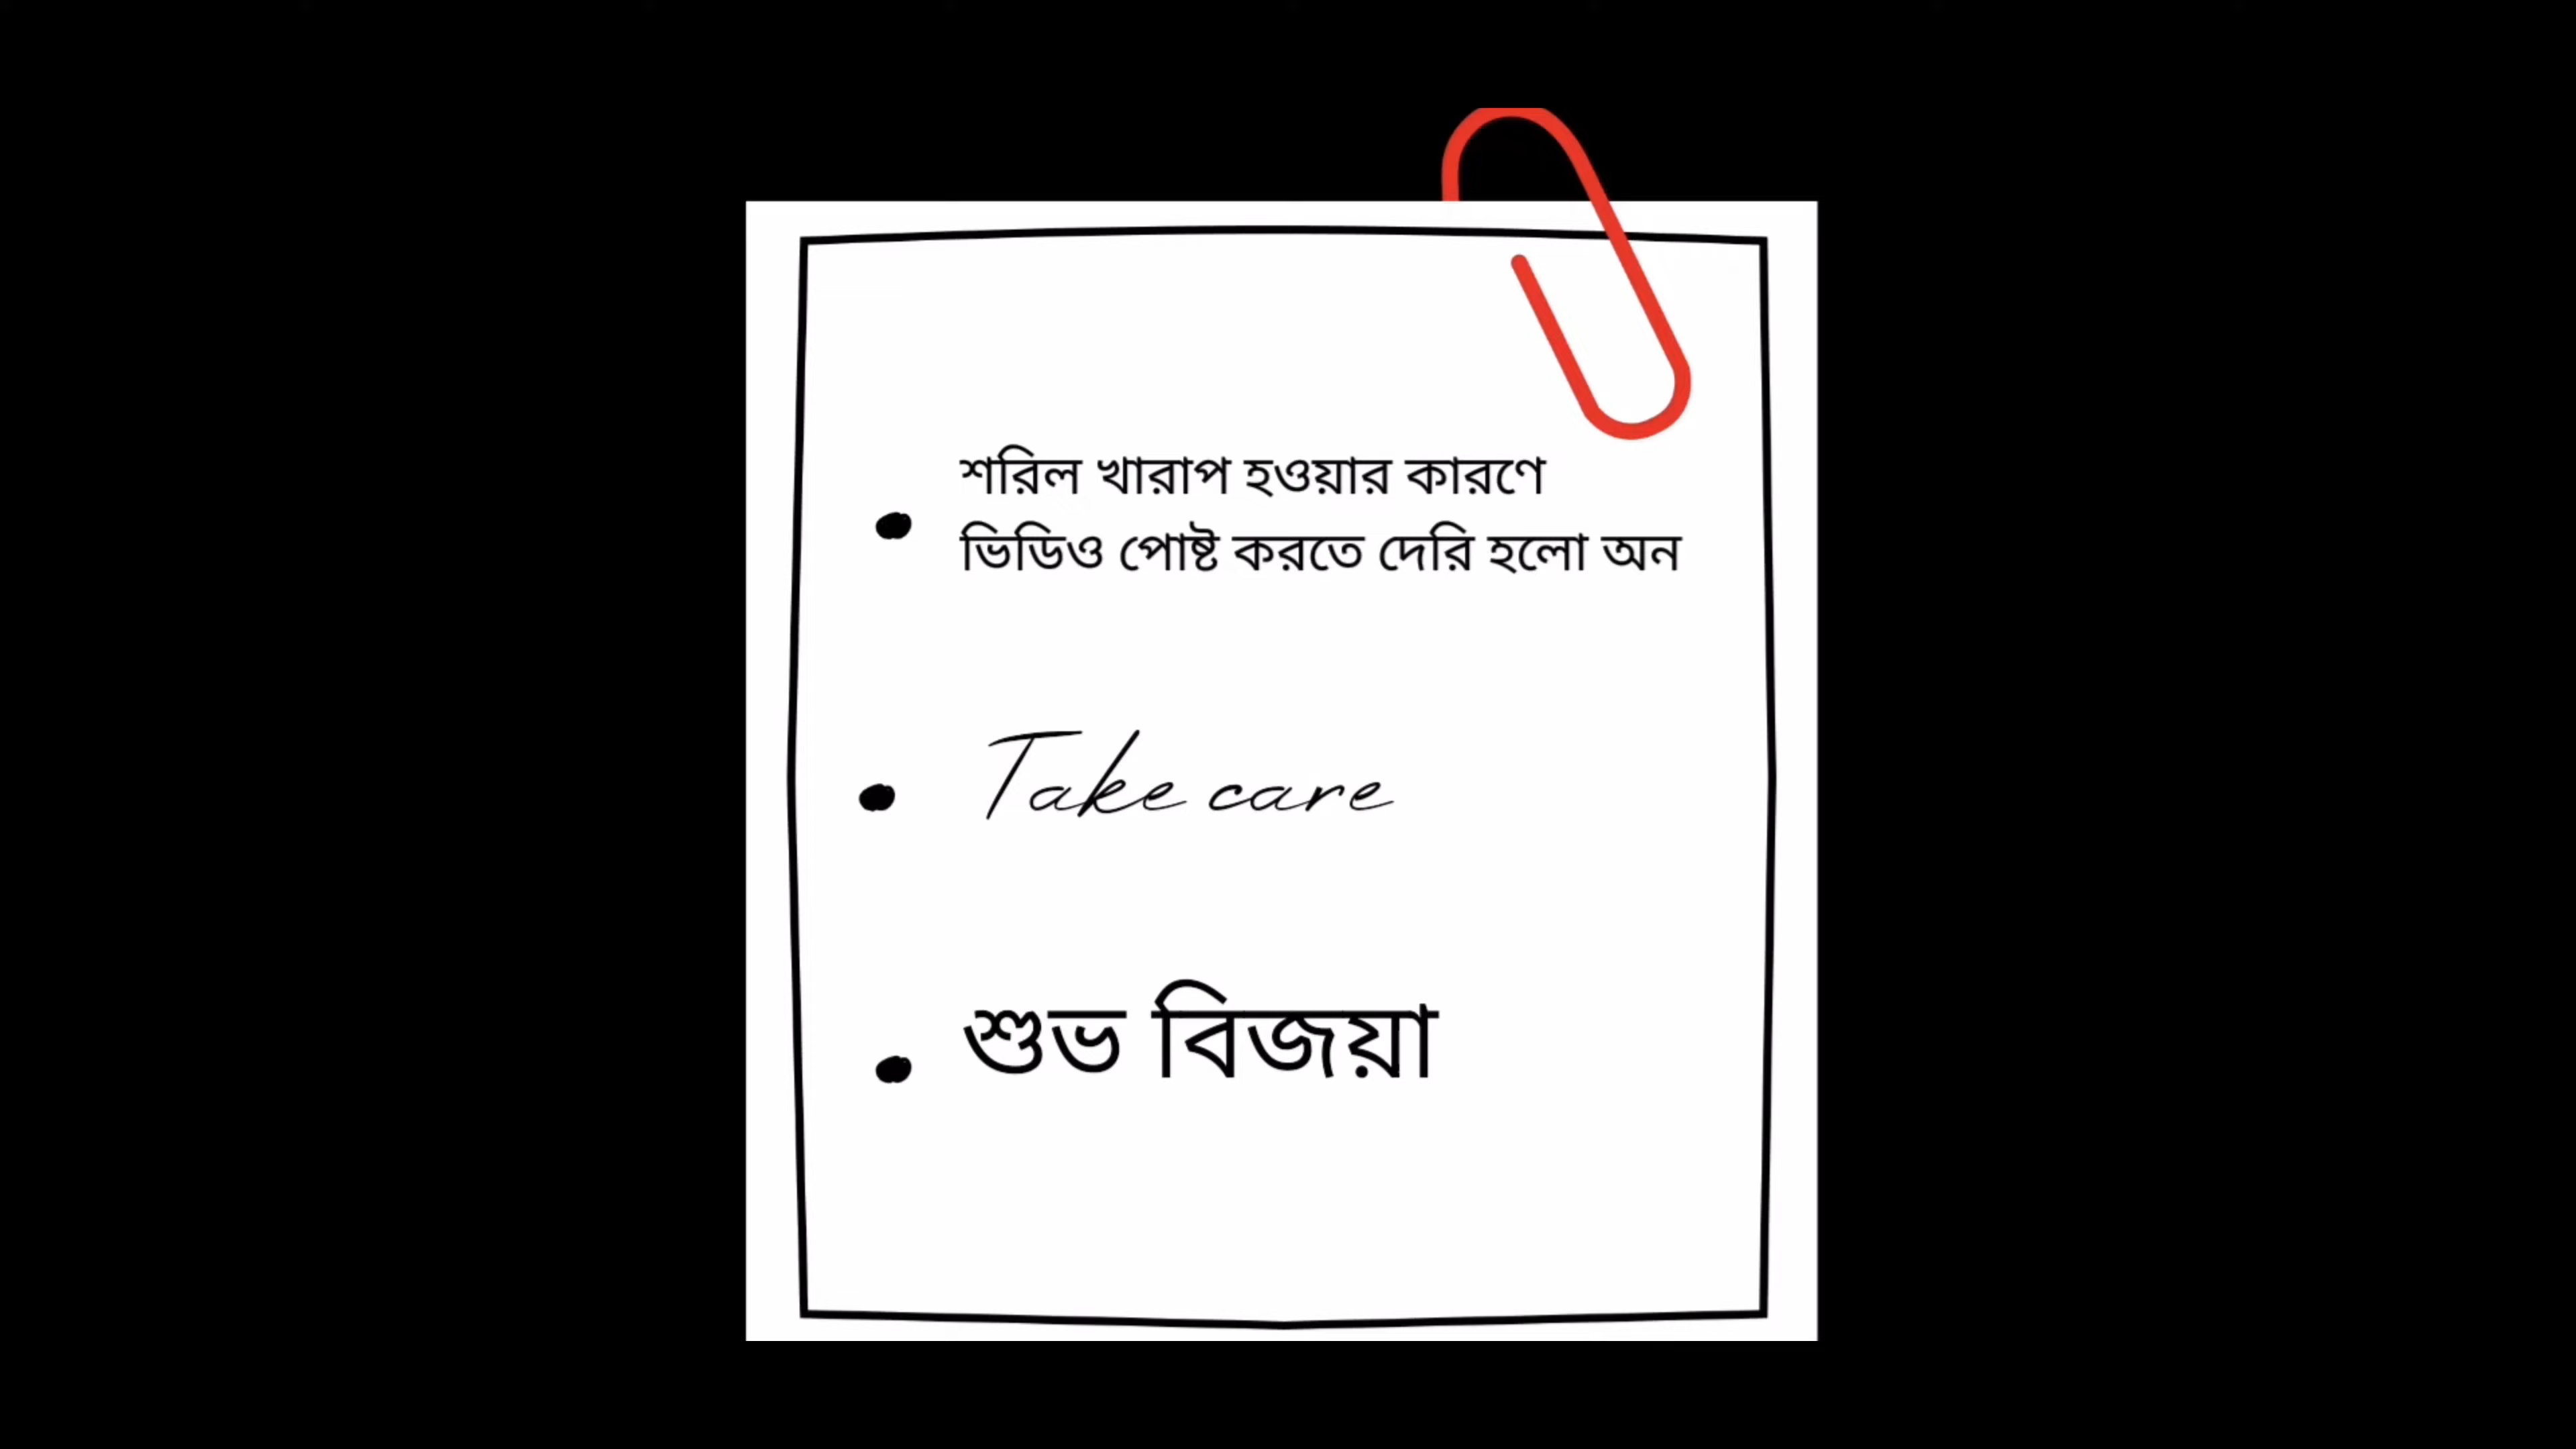 শরিল খারাপ হওয়ার কারণে
ভিডিও পোষ্ট করতে দেরি হলো অন
Take care
শুভ বিজয়া